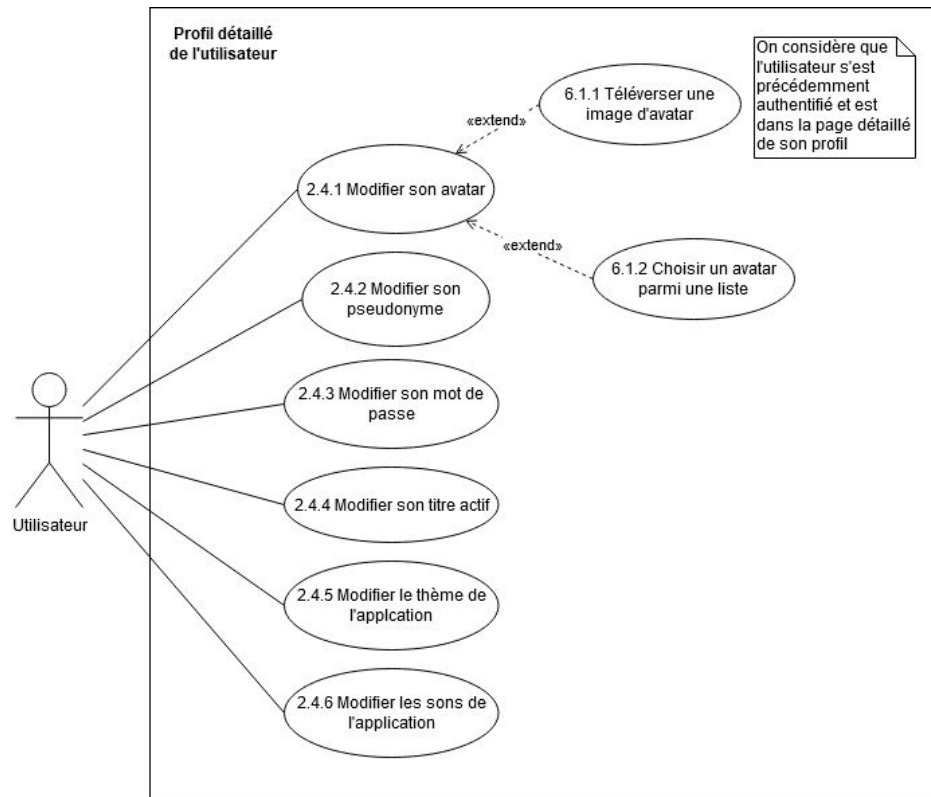 Profil détaillé
de l'utilisateur
On considère que
l'utilisateur s'est
précédemment
authentifié et est
dans la page détaillé
de son profil
6.1.1 Téléverser une
image d'avatar
«extend»
2.4.1 Modifier son avatar
«extend»
6.1.2 Choisir un avatar
parmi une liste
2.4.2 Modifier son
pseudonyme
2.4.3 Modifier son mot de
passe
2.4.4 Modifier son titre actif
Utilisateur
2.4.5 Modifier le thème de
l'applcation
2.4.6 Modifier les sons de
l'application